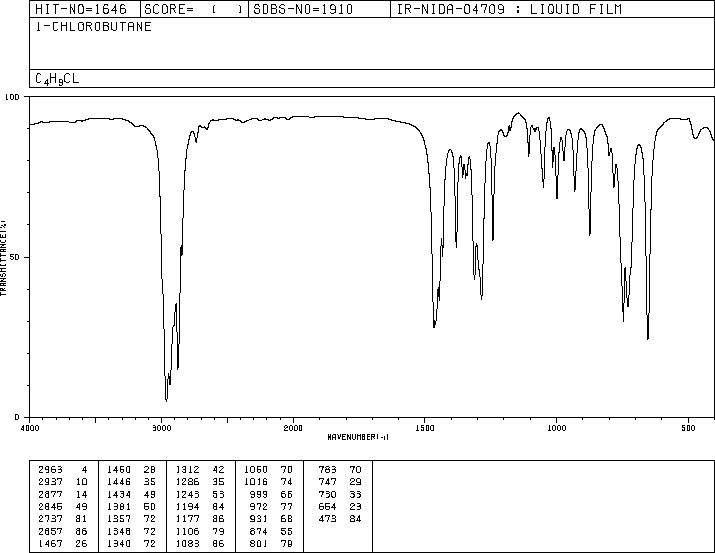 HIT-NO=1646 SCORE= ( ) SDBS-NO=1910 IR-NIDA-04709 : LIQUID FILM
1-CHLOROBUTANE
C4H9CL
100
50
0
TRANSMITTANCE(%)
4000 3000 2000 1500 1000 500
WAVENUMBER(-1)
2963 4 1460 28 1312 42 1060 70 783 70
2937 10 1446 35 1286 35 1016 74 747 29
2877 14 1434 49 1243 53 999 66 730 33
2846 49 1381 50 1194 84 972 77 654 23
2737 81 1357 72 1177 86 931 68 473 84
2657 86 1348 72 1106 79 874 55
1467 26 1340 72 1083 86 801 79